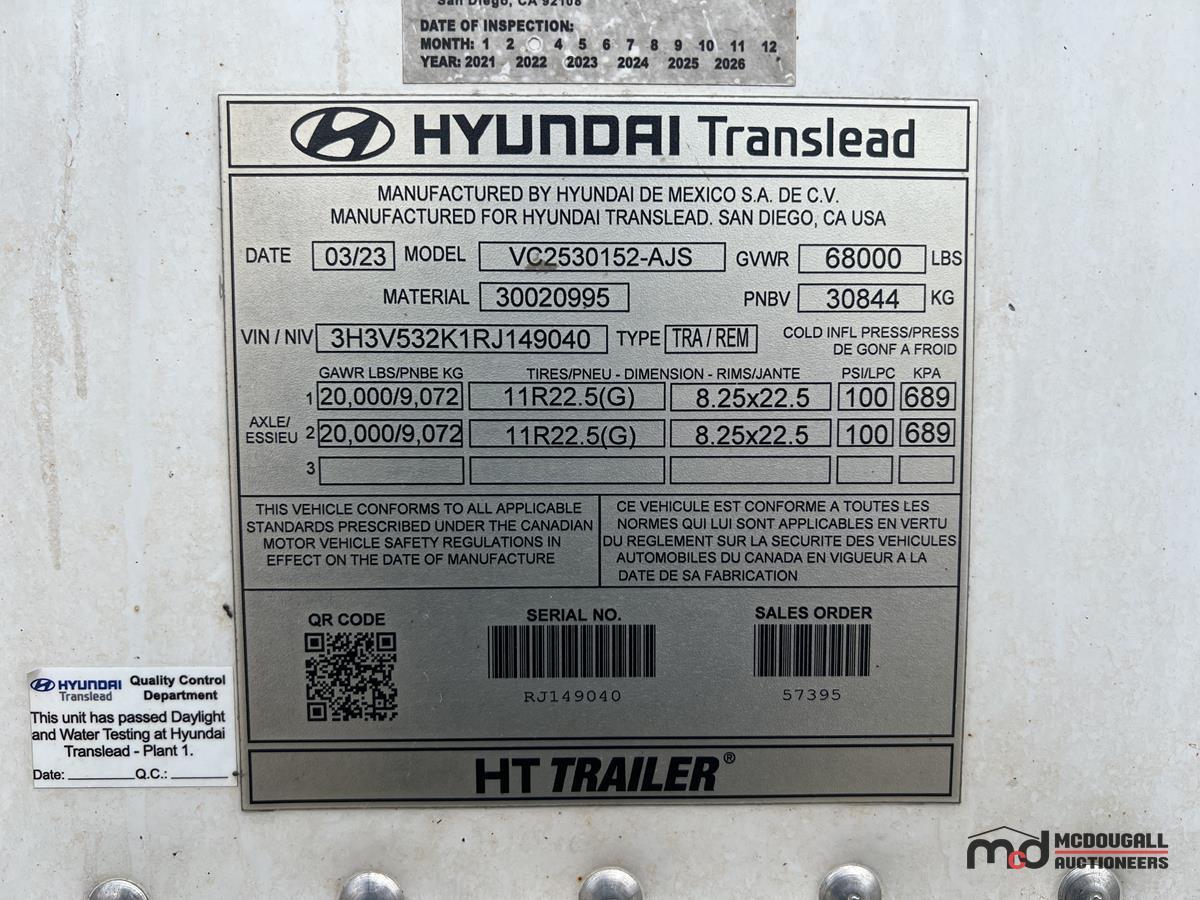 San Diego, CA 92108
DATE OF INSPECTION:
MONTH: 1 2 4 5 6 7 8 9 10 11 12
YEAR: 2021 2022 2023 2024 2025 2026
HYUNDAI Translead
MANUFACTURED BY HYUNDAI DE MEXICO S.A. DE C.V.
MANUFACTURED FOR HYUNDAI TRANSLEAD. SAN DIEGO, CA USA
DATE 03/23 MODEL VC2530152-AJS GVWR 68000 LBS
MATERIAL 30020995 PNBV 30844 KG
VIN / NIV 3H3V532K1RJ149040 TYPE TRA / REM COLD INFL PRESS/PRESS
DE GONF A FROID
GAWR LBS/PNBE KG TIRES/PNEU - DIMENSION - RIMS/JANTE PSI/LPC KPA
1 20,000/9,072 11R22.5(G) 8.25x22.5 100 689
AXLE/
ESSIEU 2 20,000/9,072 11R22.5(G) 8.25x22.5 100 689
3
THIS VEHICLE CONFORMS TO ALL APPLICABLE
STANDARDS PRESCRIBED UNDER THE CANADIAN
MOTOR VEHICLE SAFETY REGULATIONS IN
EFFECT ON THE DATE OF MANUFACTURE
CE VEHICULE EST CONFORME A TOUTES LES
NORMES QUI LUI SONT APPLICABLES EN VERTU
DU REGLEMENT SUR LA SECURITE DES VEHICULES
AUTOMOBILES DU CANADA EN VIGUEUR A LA
DATE DE SA FABRICATION
QR CODE SERIAL NO. SALES ORDER
RJ149040 57395
HT TRAILER®
HYUNDAI Translead Quality Control Department
This unit has passed Daylight
and Water Testing at Hyundai
Translead - Plant 1.
Date: ________ Q.C.: ________
mcd MCDOUGALL
AUCTIONEERS